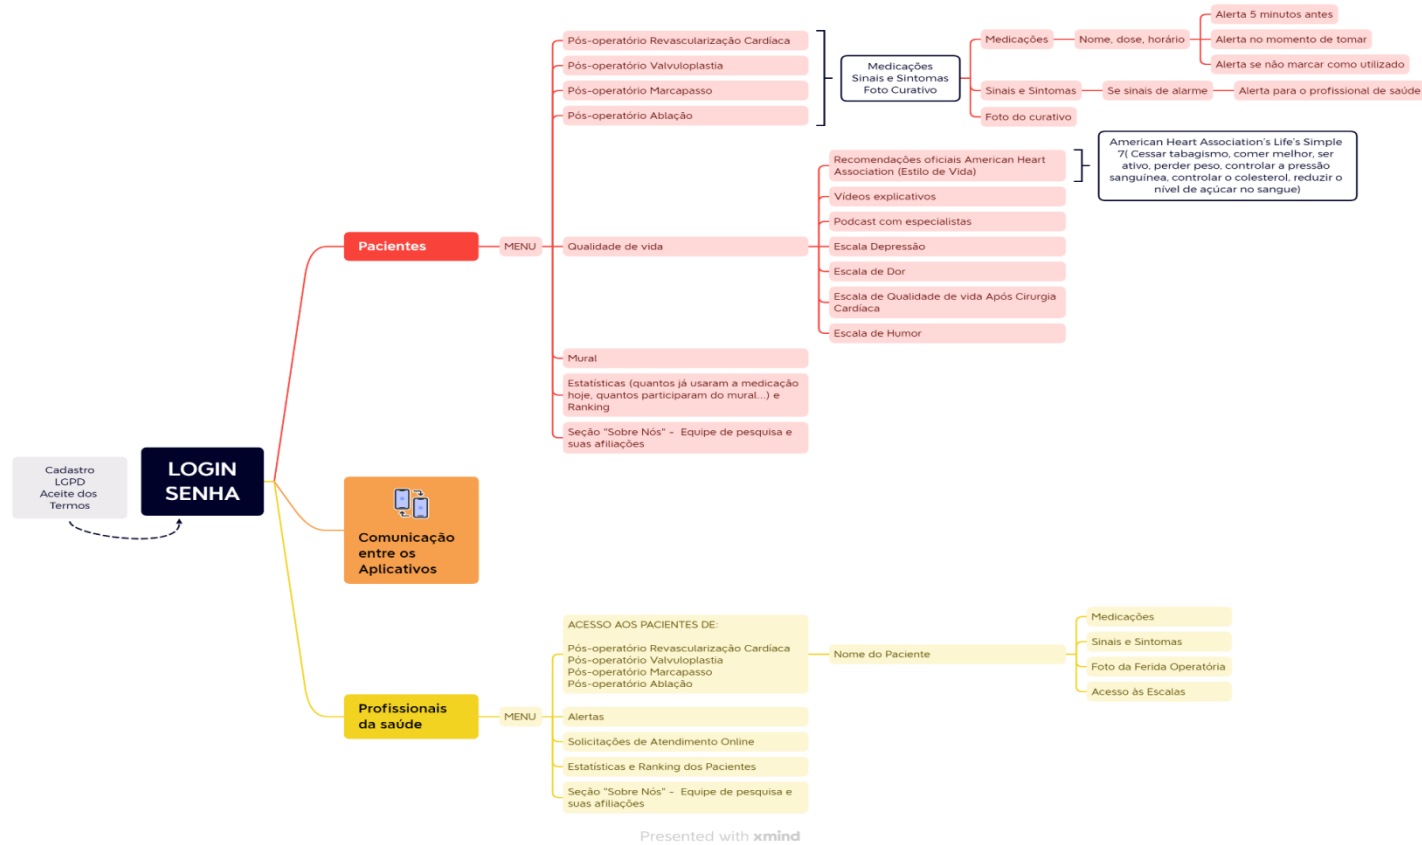 Cadastro
LGPD
Aceite dos
Termos
LOGIN
SENHA
Pacientes
MENU
Pós-operatório Revascularização Cardíaca
Pós-operatório Valvuloplastia
Pós-operatório Marcapasso
Pós-operatório Ablação
Medicações
Sinais e Sintomas
Foto Curativo
Medicações
Nome, dose, horário
Alerta 5 minutos antes
Alerta no momento de tomar
Alerta se não marcar como utilizado
Sinais e Sintomas
Se sinais de alarme
Alerta para o profissional de saúde
Foto do curativo
Qualidade de vida
Recomendações oficiais American Heart
Association (Estilo de Vida)
American Heart Association's Life's Simple
7( Cessar tabagismo, comer melhor, ser
ativo, perder peso, controlar a pressão
sanguínea, controlar o colesterol, reduzir o
nível de açúcar no sangue)
Vídeos explicativos
Podcast com especialistas
Escala Depressão
Escala de Dor
Escala de Qualidade de vida Após Cirurgia
Cardíaca
Escala de Humor
Mural
Estatísticas (quantos já usaram a medicação
hoje, quantos participaram do mural...) e
Ranking
Seção "Sobre Nós" - Equipe de pesquisa e
suas afiliações
Comunicação
entre os
Aplicativos
Profissionais
da saúde
MENU
ACESSO AOS PACIENTES DE:
Pós-operatório Revascularização Cardíaca
Pós-operatório Valvuloplastia
Pós-operatório Marcapasso
Pós-operatório Ablação
Nome do Paciente
Medicações
Sinais e Sintomas
Foto da Ferida Operatória
Acesso às Escalas
Alertas
Solicitações de Atendimento Online
Estatísticas e Ranking dos Pacientes
Seção "Sobre Nós" - Equipe de pesquisa e
suas afiliações
Presented with xmind